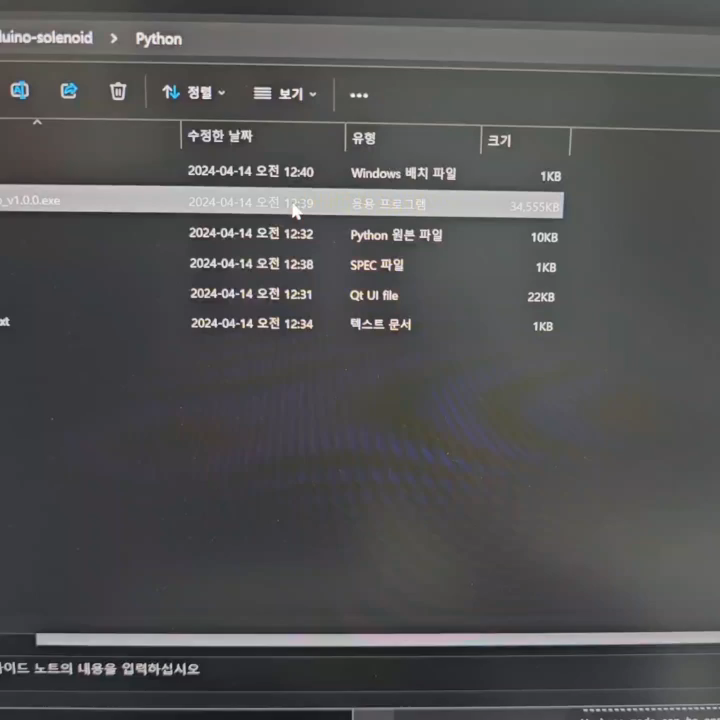 luino-solenoid > Python
정렬 보기
수정한 날짜 유형 크기
2024-04-14 오전 12:40 Windows 배치 파일 1KB
_v1.0.0.exe 2024-04-14 오전 12:39 응용 프로그램 34,555KB
2024-04-14 오전 12:32 Python 원본 파일 10KB
2024-04-14 오전 12:38 SPEC 파일 1KB
2024-04-14 오전 12:31 Qt UI file 22KB
xt 2024-04-14 오전 12:34 텍스트 문서 1KB
라이드 노트의 내용을 입력하십시오